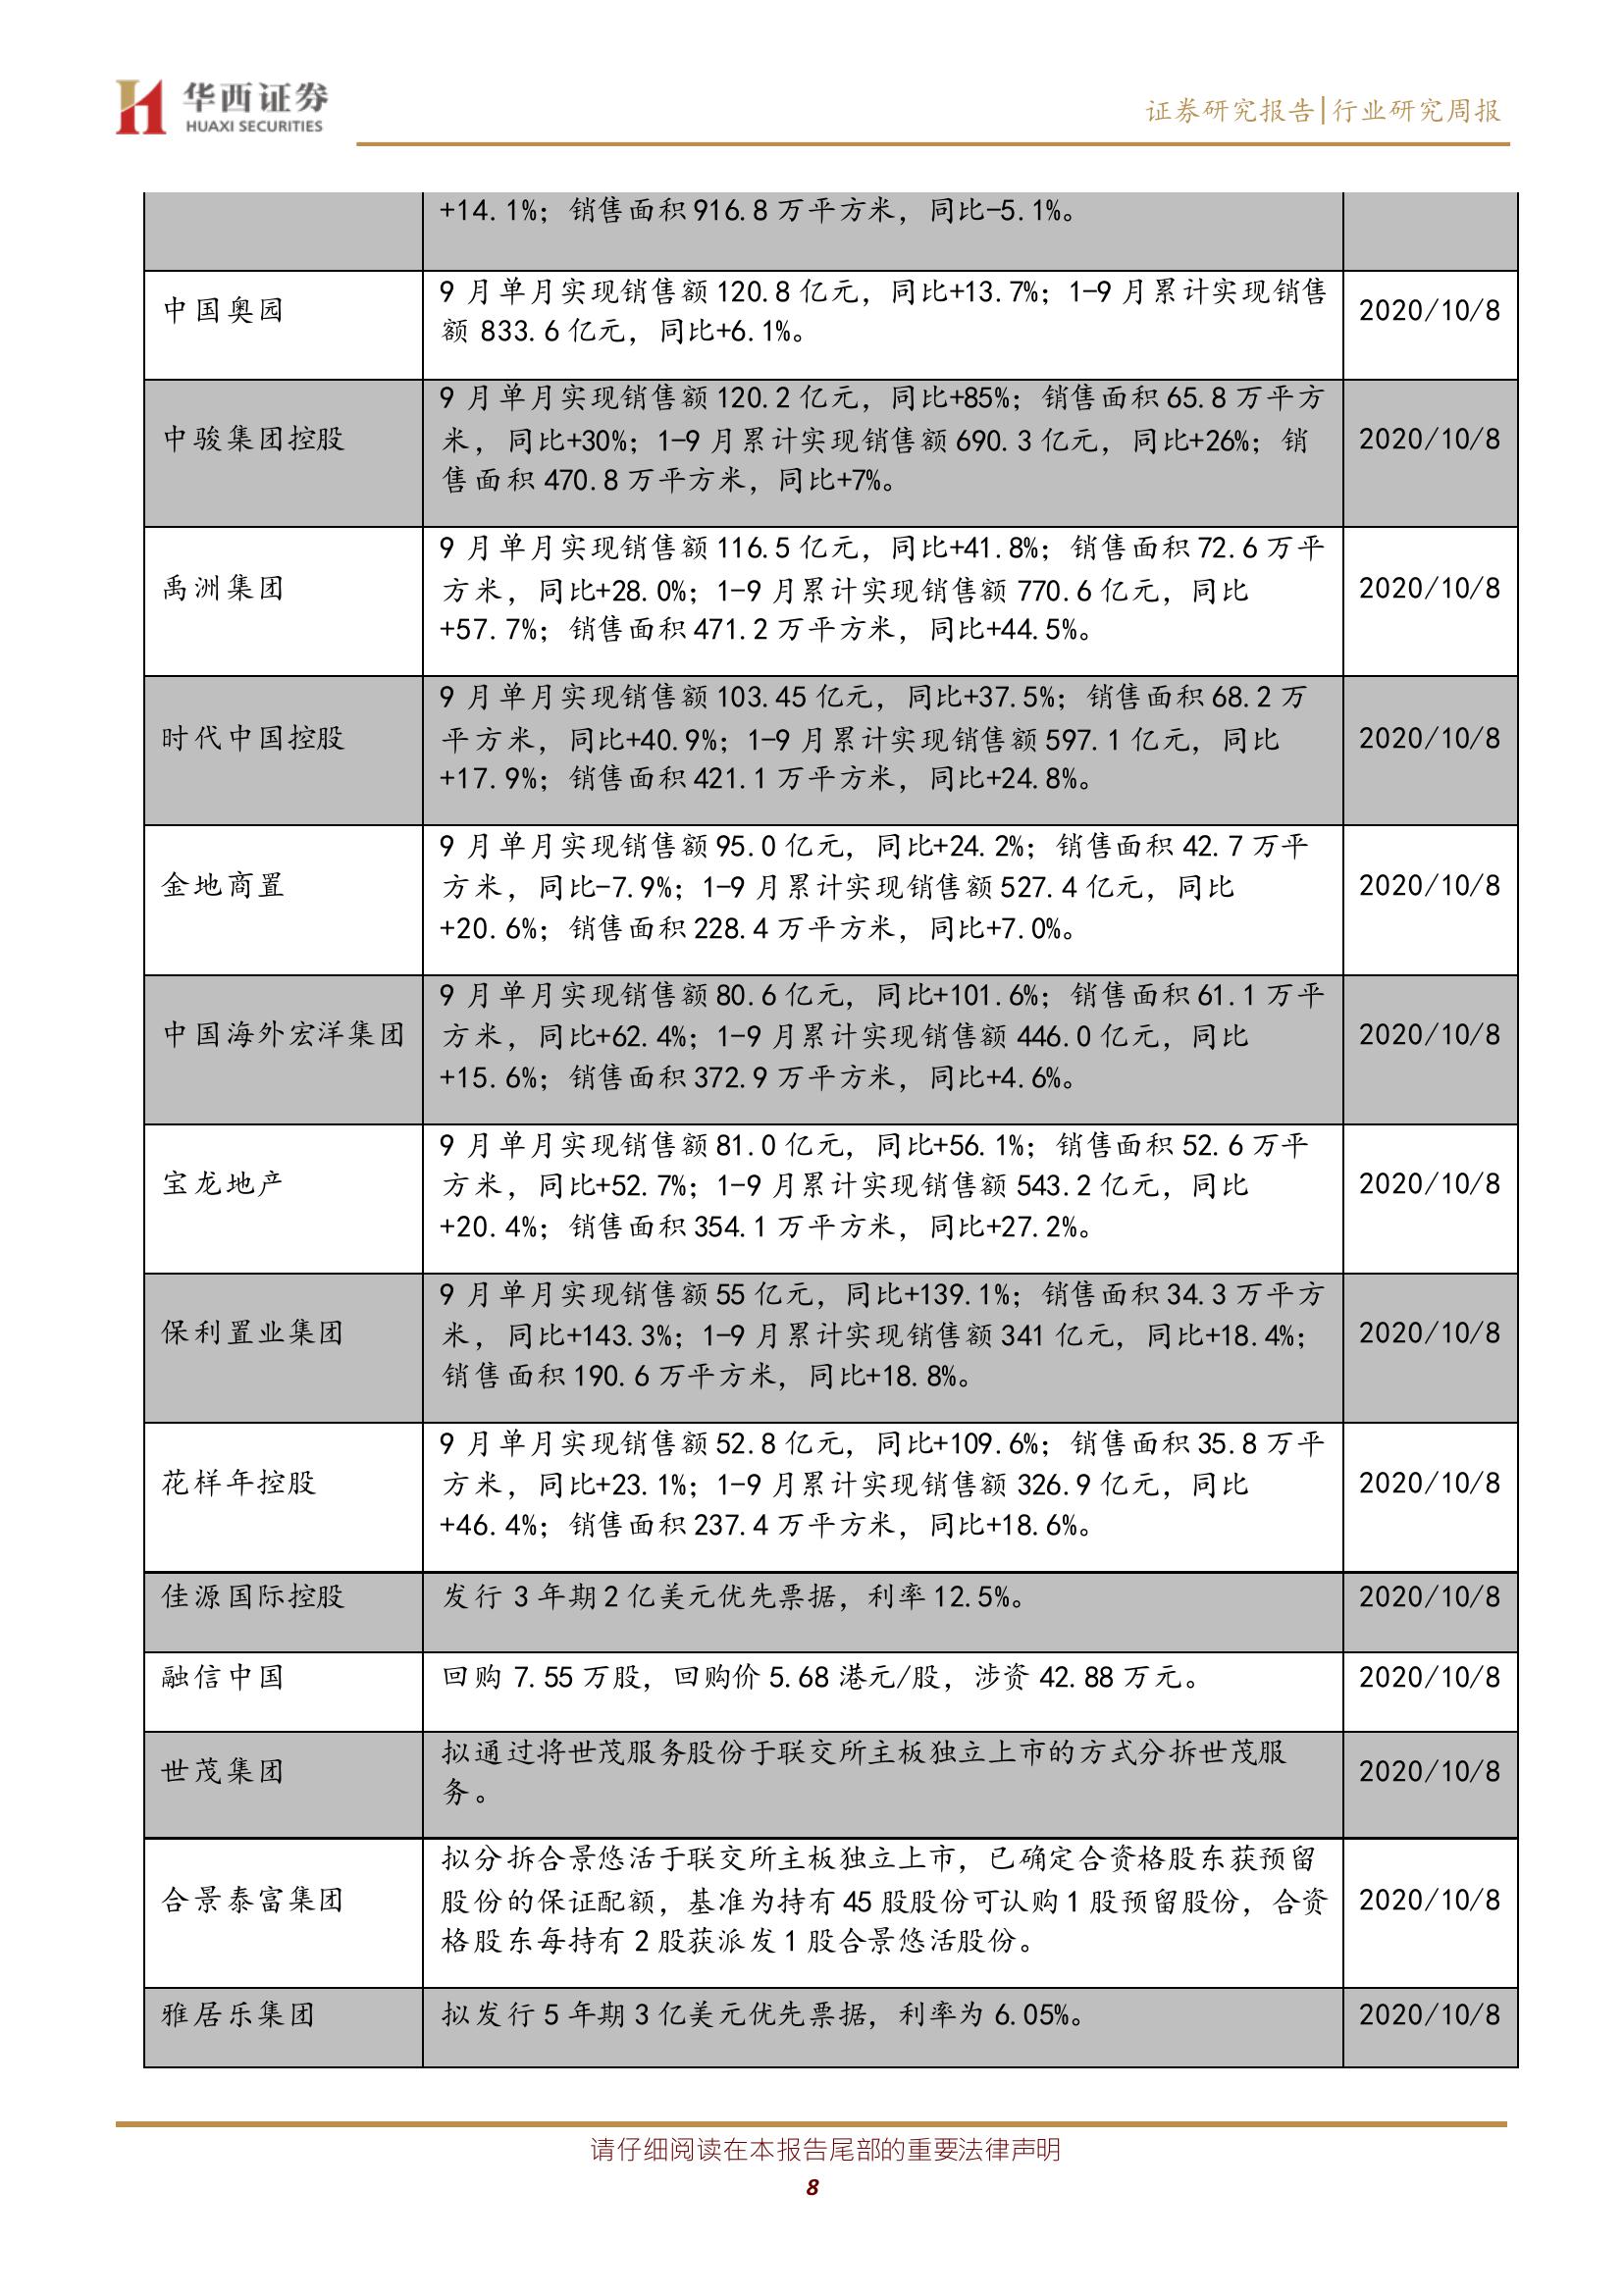 华西证券
HUAXI SECURITIES
证券研究报告|行业研究周报
+14.1%；销售面积 916.8 万平方米，同比-5.1%。
中国奥园
9 月单月实现销售额 120.8 亿元，同比+13.7%；1-9 月累计实现销售
额 833.6 亿元，同比+6.1%。
2020/10/8
中骏集团控股
9 月单月实现销售额 120.2 亿元，同比+85%；销售面积 65.8 万平方
米，同比+30%；1-9 月累计实现销售额 690.3 亿元，同比+26%；销
售面积 470.8 万平方米，同比+7%。
2020/10/8
禹洲集团
9 月单月实现销售额 116.5 亿元，同比+41.8%；销售面积 72.6 万平
方米，同比+28.0%；1-9 月累计实现销售额 770.6 亿元，同比
+57.7%；销售面积 471.2 万平方米，同比+44.5%。
2020/10/8
时代中国控股
9 月单月实现销售额 103.45 亿元，同比+37.5%；销售面积 68.2 万
平方米，同比+40.9%；1-9 月累计实现销售额 597.1 亿元，同比
+17.9%；销售面积 421.1 万平方米，同比+24.8%。
2020/10/8
金地商置
9 月单月实现销售额 95.0 亿元，同比+24.2%；销售面积 42.7 万平
方米，同比-7.9%；1-9 月累计实现销售额 527.4 亿元，同比
+20.6%；销售面积 228.4 万平方米，同比+7.0%。
2020/10/8
中国海外宏洋集团
9 月单月实现销售额 80.6 亿元，同比+101.6%；销售面积 61.1 万平
方米，同比+62.4%；1-9 月累计实现销售额 446.0 亿元，同比
+15.6%；销售面积 372.9 万平方米，同比+4.6%。
2020/10/8
宝龙地产
9 月单月实现销售额 81.0 亿元，同比+56.1%；销售面积 52.6 万平
方米，同比+52.7%；1-9 月累计实现销售额 543.2 亿元，同比
+20.4%；销售面积 354.1 万平方米，同比+27.2%。
2020/10/8
保利置业集团
9 月单月实现销售额 55 亿元，同比+139.1%；销售面积 34.3 万平方
米，同比+143.3%；1-9 月累计实现销售额 341 亿元，同比+18.4%；
销售面积 190.6 万平方米，同比+18.8%。
2020/10/8
花样年控股
9 月单月实现销售额 52.8 亿元，同比+109.6%；销售面积 35.8 万平
方米，同比+23.1%；1-9 月累计实现销售额 326.9 亿元，同比
+46.4%；销售面积 237.4 万平方米，同比+18.6%。
2020/10/8
佳源国际控股
发行 3 年期 2 亿美元优先票据，利率 12.5%。
2020/10/8
融信中国
回购 7.55 万股，回购价 5.68 港元/股，涉资 42.88 万元。
2020/10/8
世茂集团
拟通过将世茂服务股份于联交所主板独立上市的方式分拆世茂服
务。
2020/10/8
合景泰富集团
拟分拆合景悠活于联交所主板独立上市，已确定合资格股东获预留
股份的保证配额，基准为持有 45 股股份可认购 1 股预留股份，合资
格股东每持有 2 股获派发 1 股合景悠活股份。
2020/10/8
雅居乐集团
拟发行 5 年期 3 亿美元优先票据，利率为 6.05%。
2020/10/8
请仔细阅读在本报告尾部的重要法律声明
8